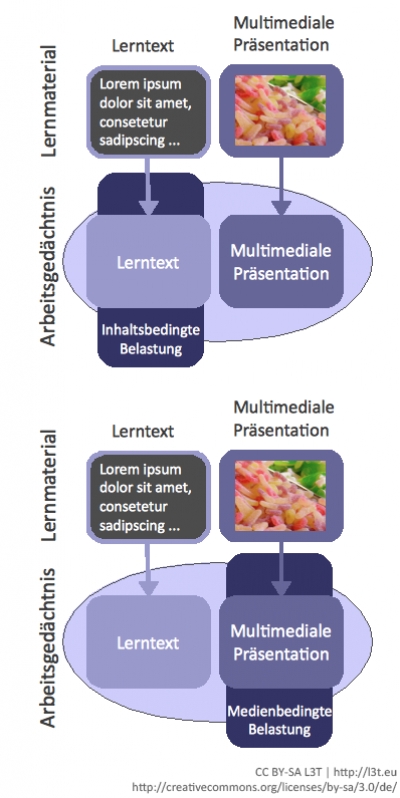 Lerntext
Multimediale
Präsentation
Lernmaterial
Lorem ipsum
dolor sit amet,
consetetur
sadipscing ...
Arbeitsgedächtnis
Lerntext
Multimediale
Präsentation
Inhaltsbedingte
Belastung
Lerntext
Multimediale
Präsentation
Lernmaterial
Lorem ipsum
dolor sit amet,
consetetur
sadipscing ...
Arbeitsgedächtnis
Lerntext
Multimediale
Präsentation
Medienbedingte
Belastung
CC BY-SA L3T | http://l3t.eu
http://creativecommons.org/licenses/by-sa/3.0/de/